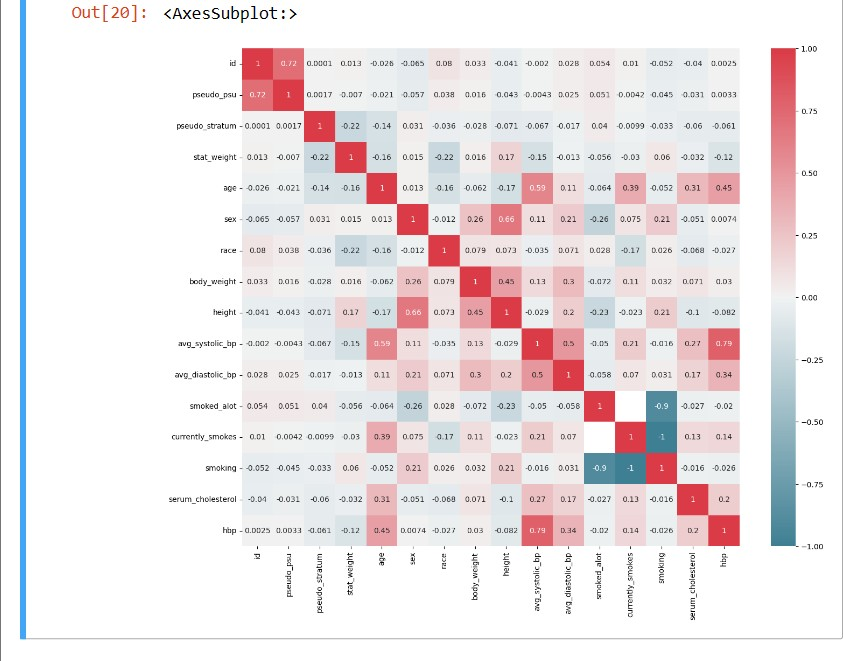 Out[20]: <AxesSubplot:>
id 1 0.72 0.0001 0.013 -0.026 -0.065 0.08 0.033 -0.041 -0.002 0.028 0.054 0.01 -0.052 -0.04 0.0025
pseudo_psu 0.72 1 0.0017 -0.007 -0.021 -0.057 0.038 0.016 -0.043 -0.0043 0.025 0.051 -0.0042 -0.045 -0.031 0.0033
pseudo_stratum 0.0001 0.0017 1 -0.22 -0.14 0.031 -0.036 -0.028 -0.071 -0.067 -0.017 0.04 -0.0099 -0.033 -0.06 -0.061
stat_weight 0.013 -0.007 -0.22 1 -0.16 0.015 -0.22 0.016 0.17 -0.15 -0.013 -0.056 -0.03 0.06 -0.032 -0.12
age -0.026 -0.021 -0.14 -0.16 1 0.013 -0.16 -0.062 -0.17 0.59 0.11 -0.064 0.39 -0.052 0.31 0.45
sex -0.065 -0.057 0.031 0.015 0.013 1 -0.012 0.26 0.66 0.11 0.21 -0.26 0.075 0.21 -0.051 0.0074
race 0.08 0.038 -0.036 -0.22 -0.16 -0.012 1 0.079 0.073 -0.035 0.071 0.028 -0.17 0.026 -0.068 -0.027
body_weight 0.033 0.016 -0.028 0.016 -0.062 0.26 0.079 1 0.45 0.13 0.3 -0.072 0.11 0.032 0.071 0.03
height -0.041 -0.043 -0.071 0.17 -0.17 0.66 0.073 0.45 1 -0.029 0.2 -0.23 -0.023 0.21 -0.1 -0.082
avg_systolic_bp -0.002 -0.0043 -0.067 -0.15 0.59 0.11 -0.035 0.13 -0.029 1 0.5 -0.05 0.21 -0.016 0.27 0.79
avg_diastolic_bp 0.028 0.025 -0.017 -0.013 0.11 0.21 0.071 0.3 0.2 0.5 1 -0.058 0.07 0.031 0.17 0.34
smoked_alot 0.054 0.051 0.04 -0.056 -0.064 -0.26 0.028 -0.072 -0.23 -0.05 -0.058 1 -0.9 -0.027 -0.02
currently_smokes 0.01 -0.0042 -0.0099 -0.03 0.39 0.075 -0.17 0.11 -0.023 0.21 0.07 1 -1 0.13 0.14
smoking -0.052 -0.045 -0.033 0.06 -0.052 0.21 0.026 0.032 0.21 -0.016 0.031 -0.9 -1 1 -0.016 -0.026
serum_cholesterol -0.04 -0.031 -0.06 -0.032 0.31 -0.051 -0.068 0.071 -0.1 0.27 0.17 -0.027 0.13 -0.016 1 0.2
hbp 0.0025 0.0033 -0.061 -0.12 0.45 0.0074 -0.027 0.03 -0.082 0.79 0.34 -0.02 0.14 -0.026 0.2 1
id pseudo_psu pseudo_stratum stat_weight age sex race body_weight height avg_systolic_bp avg_diastolic_bp smoked_alot currently_smokes smoking serum_cholesterol hbp
1.00
0.75
0.50
0.25
0.00
−0.25
−0.50
−0.75
−1.00